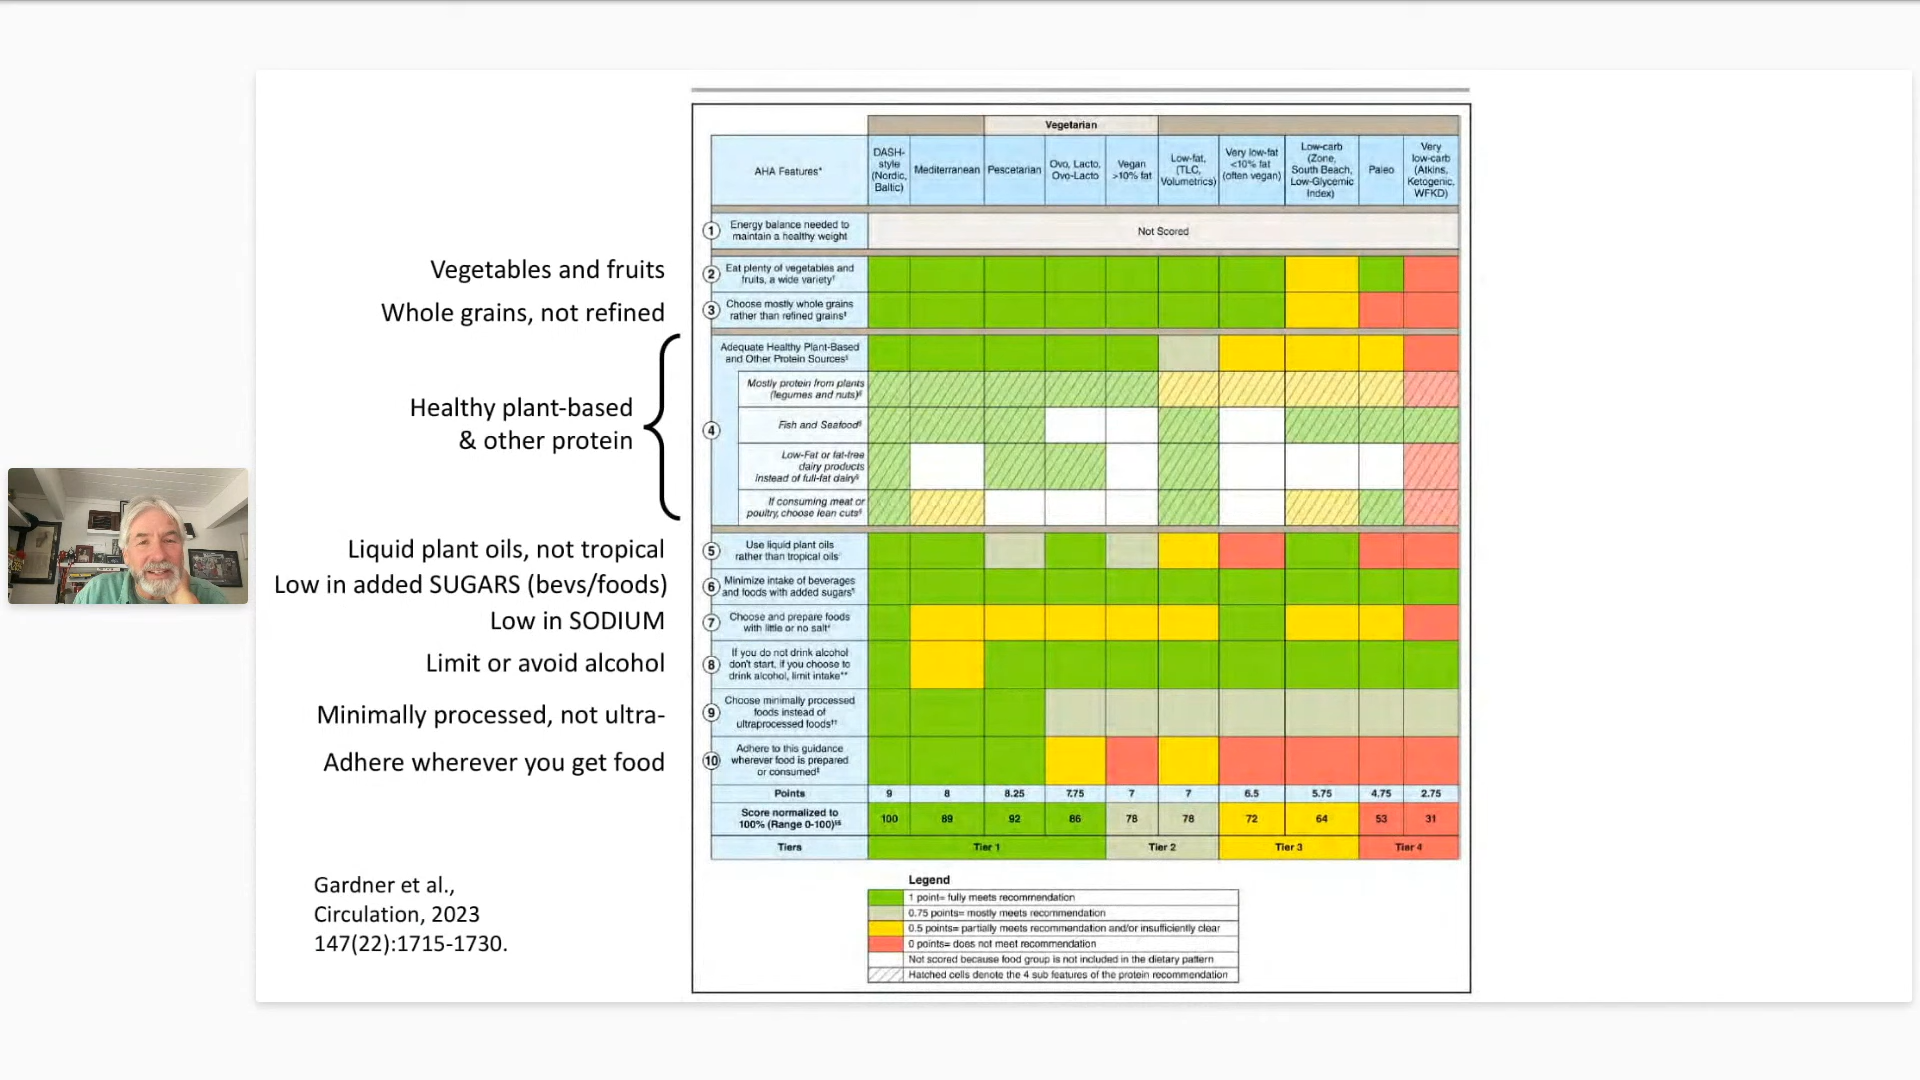 Vegetables and fruits
Whole grains, not refined
Healthy plant-based
& other protein
Liquid plant oils, not tropical
Low in added SUGARS (bevs/foods)
Low in SODIUM
Limit or avoid alcohol
Minimally processed, not ultra-
Adhere wherever you get food
Gardner et al.,
Circulation, 2023
147(22):1715-1730.
Vegetarian
AHA Features*
DASH-
style
(Nordic,
Baltic)
Mediterranean
Pescetarian
Ovo, Lacto,
Ovo-Lacto
Vegan
>10% fat
Low-fat,
(TLC,
Volumetrics)
Very low-fat
<10% fat
(often vegan)
Low-carb
(Zone,
South Beach,
Low-Glycemic
Index)
Paleo
Very
low-carb
(Atkins,
Ketogenic,
WFKD)
1
Energy balance needed to
maintain a healthy weight
Not Scored
2
Eat plenty of vegetables and
fruits, a wide variety†
3
Choose mostly whole grains
rather than refined grains‡
4
Adequate Healthy Plant-Based
and Other Protein Sources§
Mostly protein from plants
(legumes and nuts)§
Fish and Seafood§
Low-Fat or fat-free
dairy products
instead of full-fat dairy§
If consuming meat or
poultry, choose lean cuts§
5
Use liquid plant oils
rather than tropical oils
6
Minimize intake of beverages
and foods with added sugars¶
7
Choose and prepare foods
with little or no salt#
8
If you do not drink alcohol
don't start, if you choose to
drink alcohol, limit intake**
9
Choose minimally processed
foods instead of
ultraprocessed foods††
10
Adhere to this guidance
wherever food is prepared
or consumed‡
Points 9 8 8.25 7.75 7 7 6.5 5.75 4.75 2.75
Score normalized to
100% (Range 0-100)§§ 100 89 92 86 78 78 72 64 53 31
Tiers Tier 1 Tier 2 Tier 3 Tier 4
Legend
1 point= fully meets recommendation
0.75 points= mostly meets recommendation
0.5 points= partially meets recommendation and/or insufficiently clear
0 points= does not meet recommendation
Not scored because food group is not included in the dietary pattern
Hatched cells denote the 4 sub features of the protein recommendation